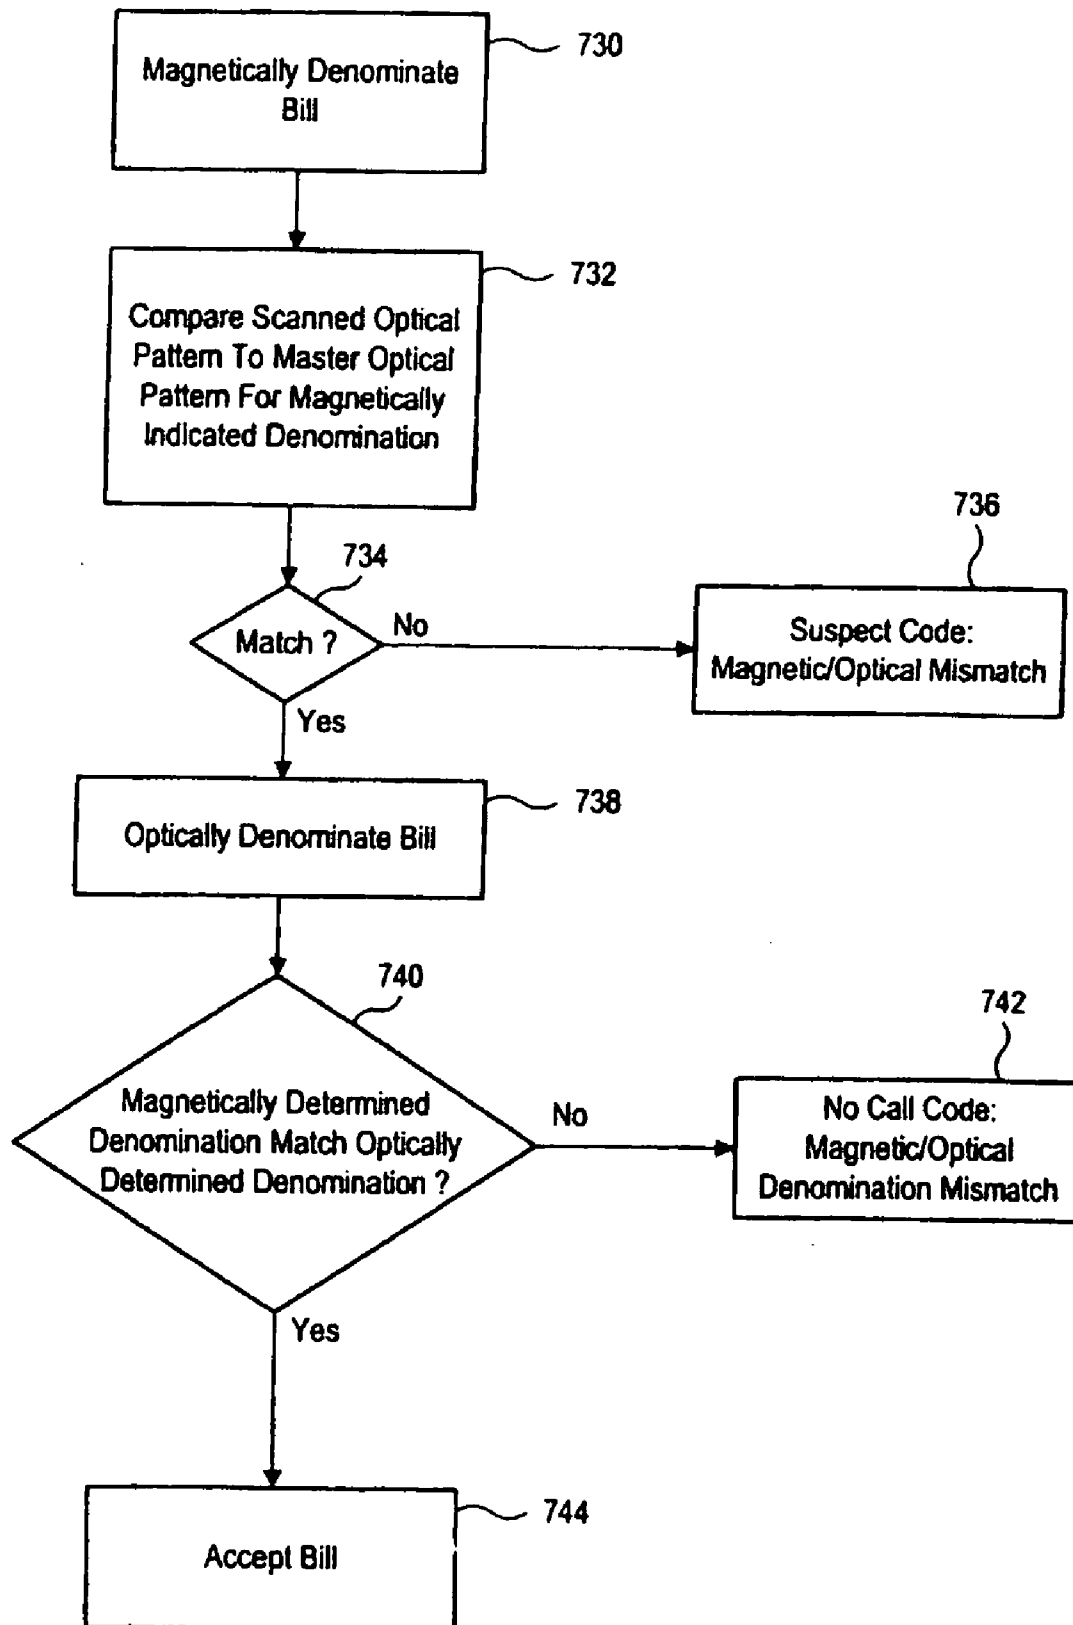 730
Magnetically Denominate
Bill
732
Compare Scanned Optical
Pattern To Master Optical
Pattern For Magnetically
Indicated Denomination
734
Match ?
No
736
Suspect Code:
Magnetic/Optical Mismatch
Yes
738
Optically Denominate Bill
740
Magnetically Determined
Denomination Match Optically
Determined Denomination ?
No
742
No Call Code:
Magnetic/Optical
Denomination Mismatch
Yes
744
Accept Bill